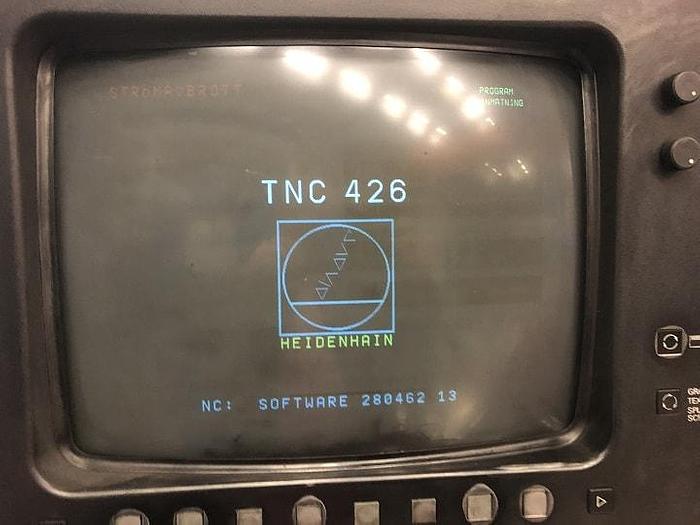 STRÖMAVBROTT
PROGRAM
INMATNING
TNC 426
HEIDENHAIN
NC: SOFTWARE 280462 13